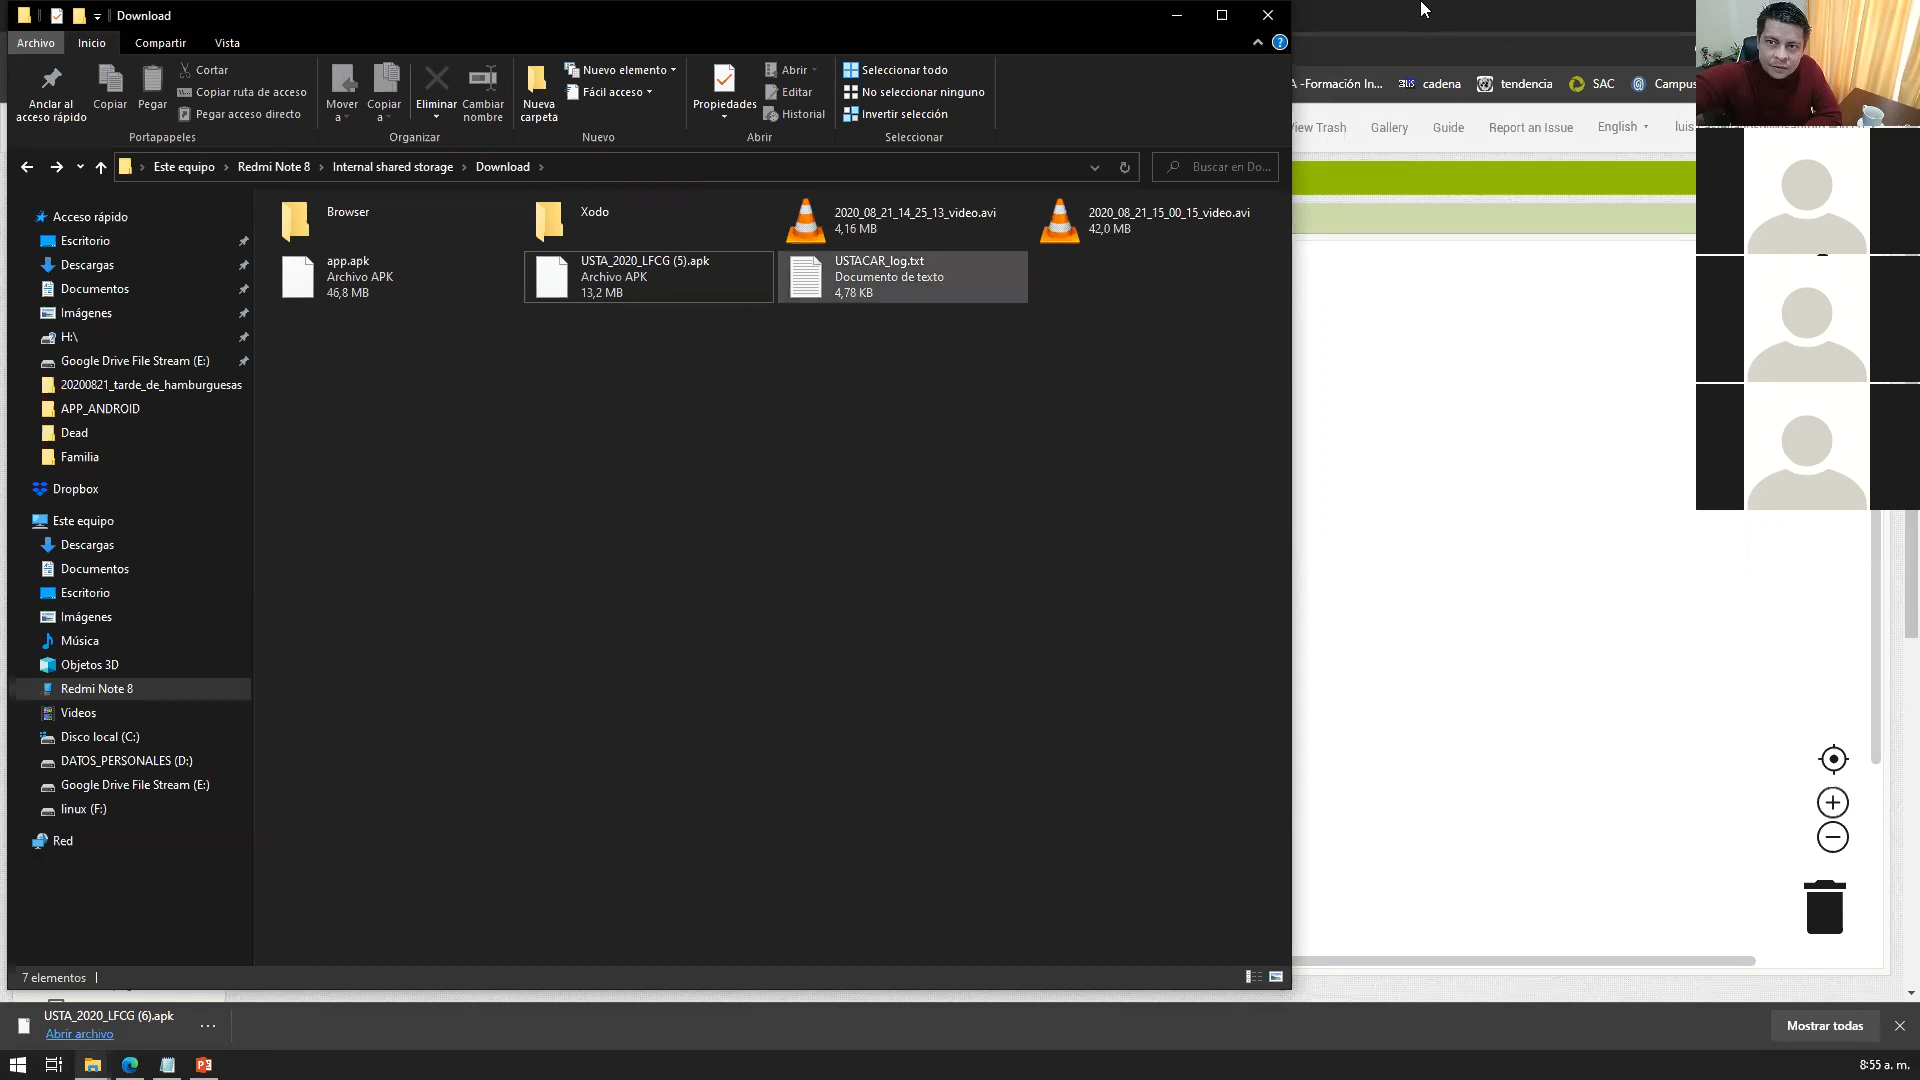 Download
Archivo
Inicio
Compartir
Vista
Anclar al
acceso rápido
Copiar
Pegar
Cortar
Copiar ruta de acceso
Pegar acceso directo
Portapapeles
Mover
a
Copiar
a
Eliminar
Cambiar
nombre
Organizar
Nueva
carpeta
Nuevo elemento
Fácil acceso
Nuevo
Propiedades
Abrir
Editar
Historial
Abrir
Seleccionar todo
No seleccionar ninguno
Invertir selección
Seleccionar
Este equipo
Redmi Note 8
Internal shared storage
Download
Buscar en Do...
Acceso rápido
Escritorio
Descargas
Documentos
Imágenes
H:\
Google Drive File Stream (E:)
20200821_tarde_de_hamburguesas
APP_ANDROID
Dead
Familia
Dropbox
Este equipo
Descargas
Documentos
Escritorio
Imágenes
Música
Objetos 3D
Redmi Note 8
Videos
Disco local (C:)
DATOS_PERSONALES (D:)
Google Drive File Stream (E:)
linux (F:)
Red
Browser
Xodo
2020_08_21_14_25_13_video.avi
4,16 MB
2020_08_21_15_00_15_video.avi
42,0 MB
app.apk
Archivo APK
46,8 MB
USTA_2020_LFCG (5).apk
Archivo APK
13,2 MB
USTACAR_log.txt
Documento de texto
4,78 KB
7 elementos
A -Formación In...
cadena
tendencia
SAC
Campus
View Trash
Gallery
Guide
Report an Issue
English
USTA_2020_LFCG (6).apk
Abrir archivo
Mostrar todas
8:55 a. m.